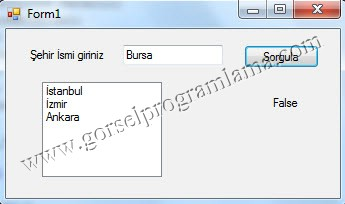 Form1
Şehir İsmi giriniz
Bursa
Sorgula
İstanbul
İzmir
Ankara
False
www.gorselprogramlama.com